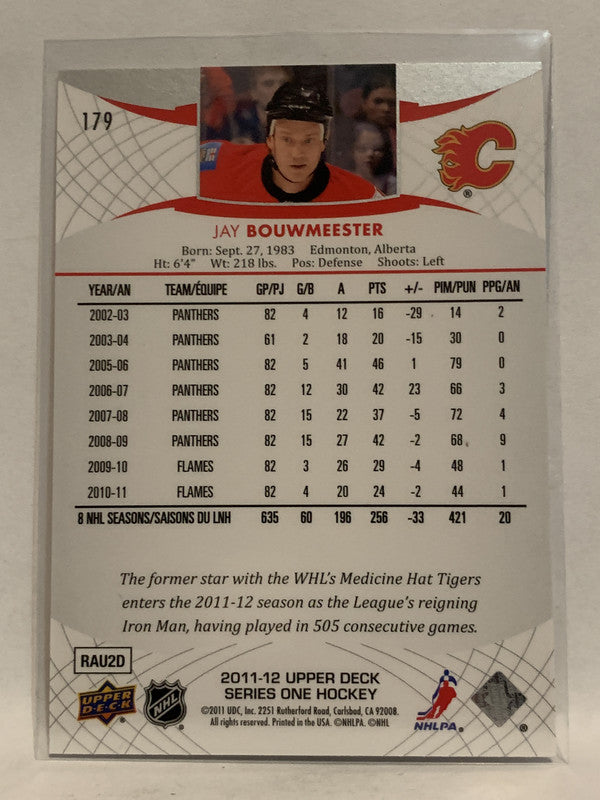 179
C
®
JAY BOUWMEESTER
Born: Sept. 27, 1983 Edmonton, Alberta
Ht: 6'4" Wt: 218 lbs. Pos: Defense Shoots: Left
YEAR/AN TEAM/ÉQUIPE GP/PJ G/B A PTS +/- PIM/PUN PPG/AN
2002-03 PANTHERS 82 4 12 16 -29 14 2
2003-04 PANTHERS 61 2 18 20 -15 30 0
2005-06 PANTHERS 82 5 41 46 1 79 0
2006-07 PANTHERS 82 12 30 42 23 66 3
2007-08 PANTHERS 82 15 22 37 -5 72 4
2008-09 PANTHERS 82 15 27 42 -2 68 9
2009-10 FLAMES 82 3 26 29 -4 48 1
2010-11 FLAMES 82 4 20 24 -2 44 1
8 NHL SEASONS/SAISONS DU LNH 635 60 196 256 -33 421 20
The former star with the WHL's Medicine Hat Tigers
enters the 2011-12 season as the League's reigning
Iron Man, having played in 505 consecutive games.
RAU2D
UPPER DECK
NHL
2011-12 UPPER DECK
SERIES ONE HOCKEY
©2011 UDC, Inc. 2251 Rutherford Road, Carlsbad, CA 92008.
All rights reserved. Printed in the USA. ©NHLPA. ©NHL
NHLPA.
®